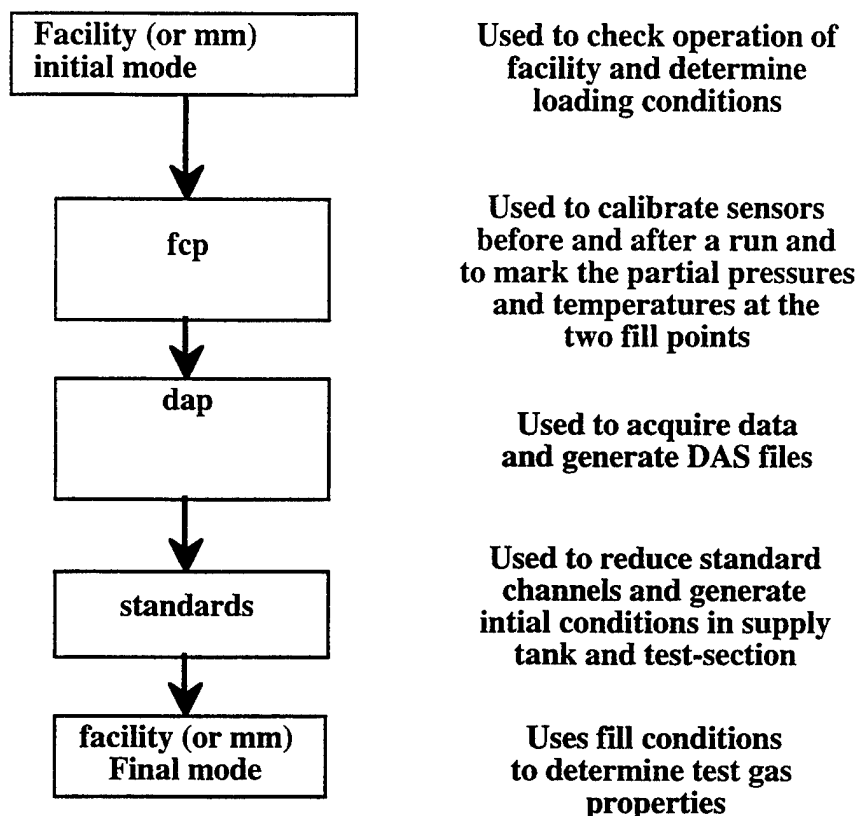 Facility (or mm)
initial mode
Used to check operation of
facility and determine
loading conditions
fcp
Used to calibrate sensors
before and after a run and
to mark the partial pressures
and temperatures at the
two fill points
dap
Used to acquire data
and generate DAS files
standards
Used to reduce standard
channels and generate
intial conditions in supply
tank and test-section
facility (or mm)
Final mode
Uses fill conditions
to determine test gas
properties